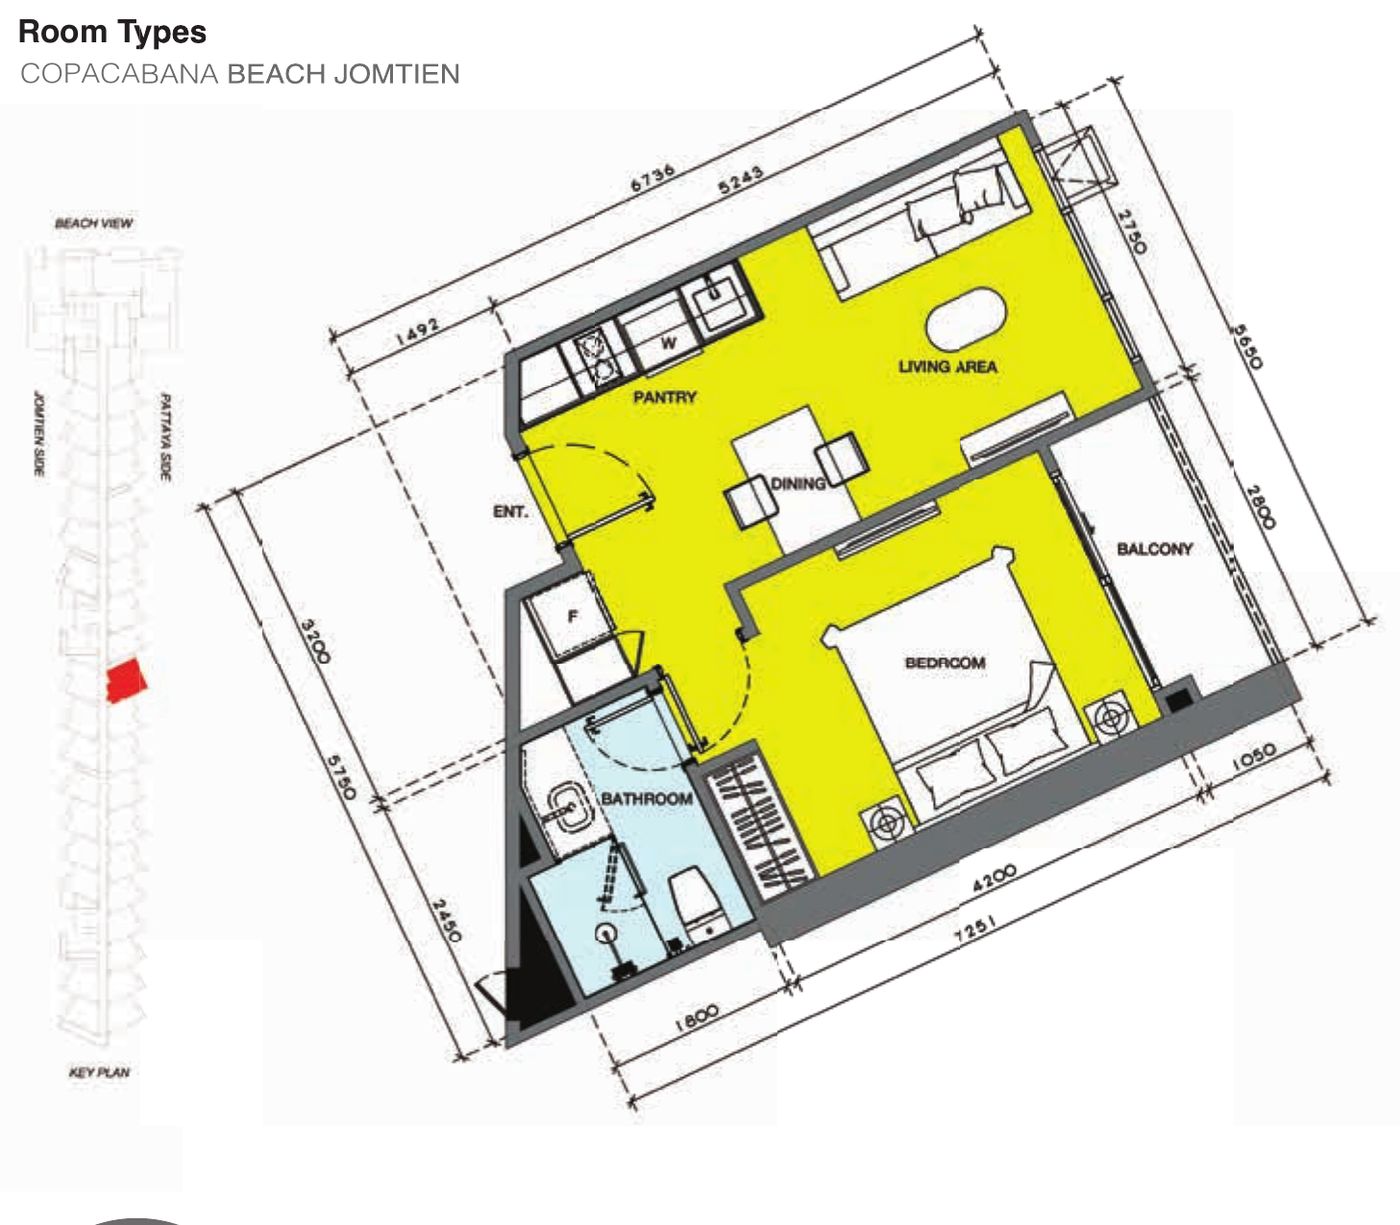 Room Types
COPACABANA BEACH JOMTIEN
BEACH VIEW
JOMTIEN SIDE
PATTAYA SIDE
KEY PLAN
6736
5243
1492
2750
5650
2800
3200
5750
2450
1050
4200
7251
1800
W
PANTRY
LIVING AREA
DINING
ENT.
F
BALCONY
BEDROOM
BATHROOM